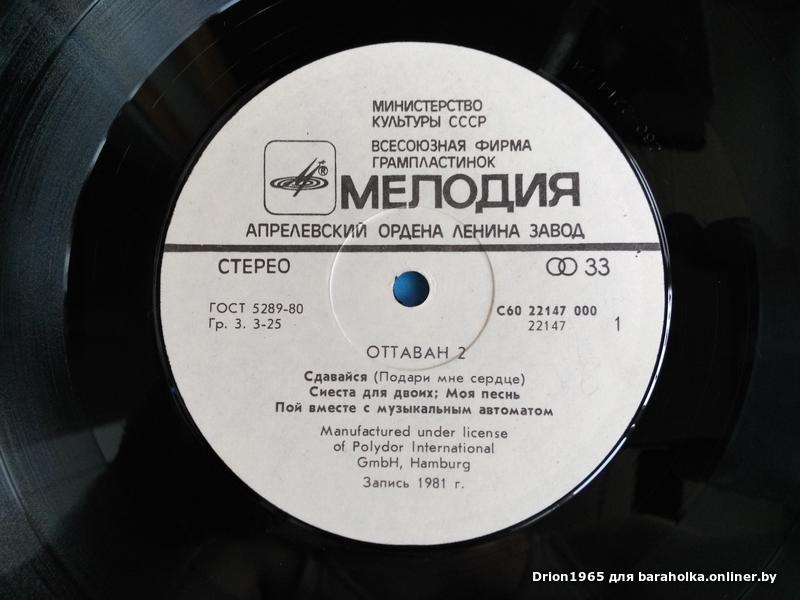 МИНИСТЕРСТВО
КУЛЬТУРЫ СССР
ВСЕСОЮЗНАЯ ФИРМА
ГРАМПЛАСТИНОК
®
МЕЛОДИЯ
АПРЕЛЕВСКИЙ ОРДЕНА ЛЕНИНА ЗАВОД
СТЕРЕО
33
ГОСТ 5289-80
Гр. 3. 3-25
С60 22147 000
22147 1
ОТТАВАН 2
Сдавайся (Подари мне сердце)
Сиеста для двоих; Моя песнь
Пой вместе с музыкальным автоматом
Manufactured under license
of Polydor International
GmbH, Hamburg
Запись 1981 г.
Drion1965 для baraholka.onliner.by